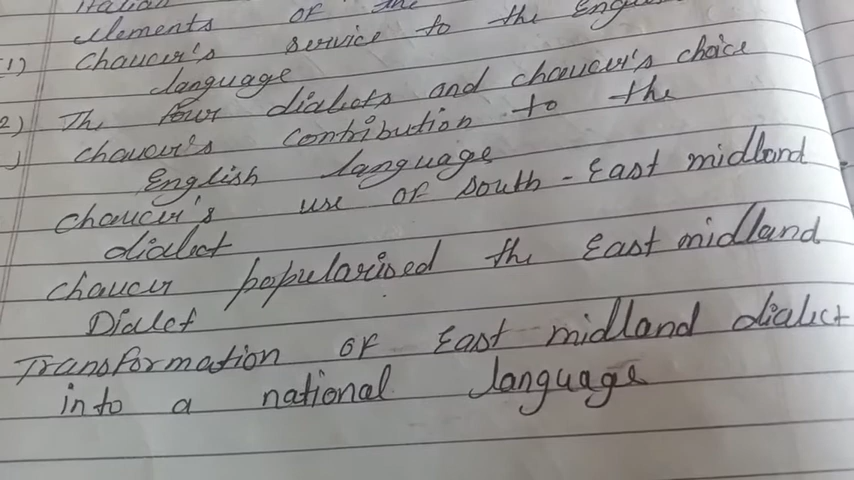 Italian
elements of the
1) Chaucer's service to the
language
2) The four dialects and chaucer's choice
) chaucer's contribution to the
English language
chaucer's use of south-East midland
dialect
chaucer popularised the East midland
Dialet
Transformation of East midland dialect
into a national language